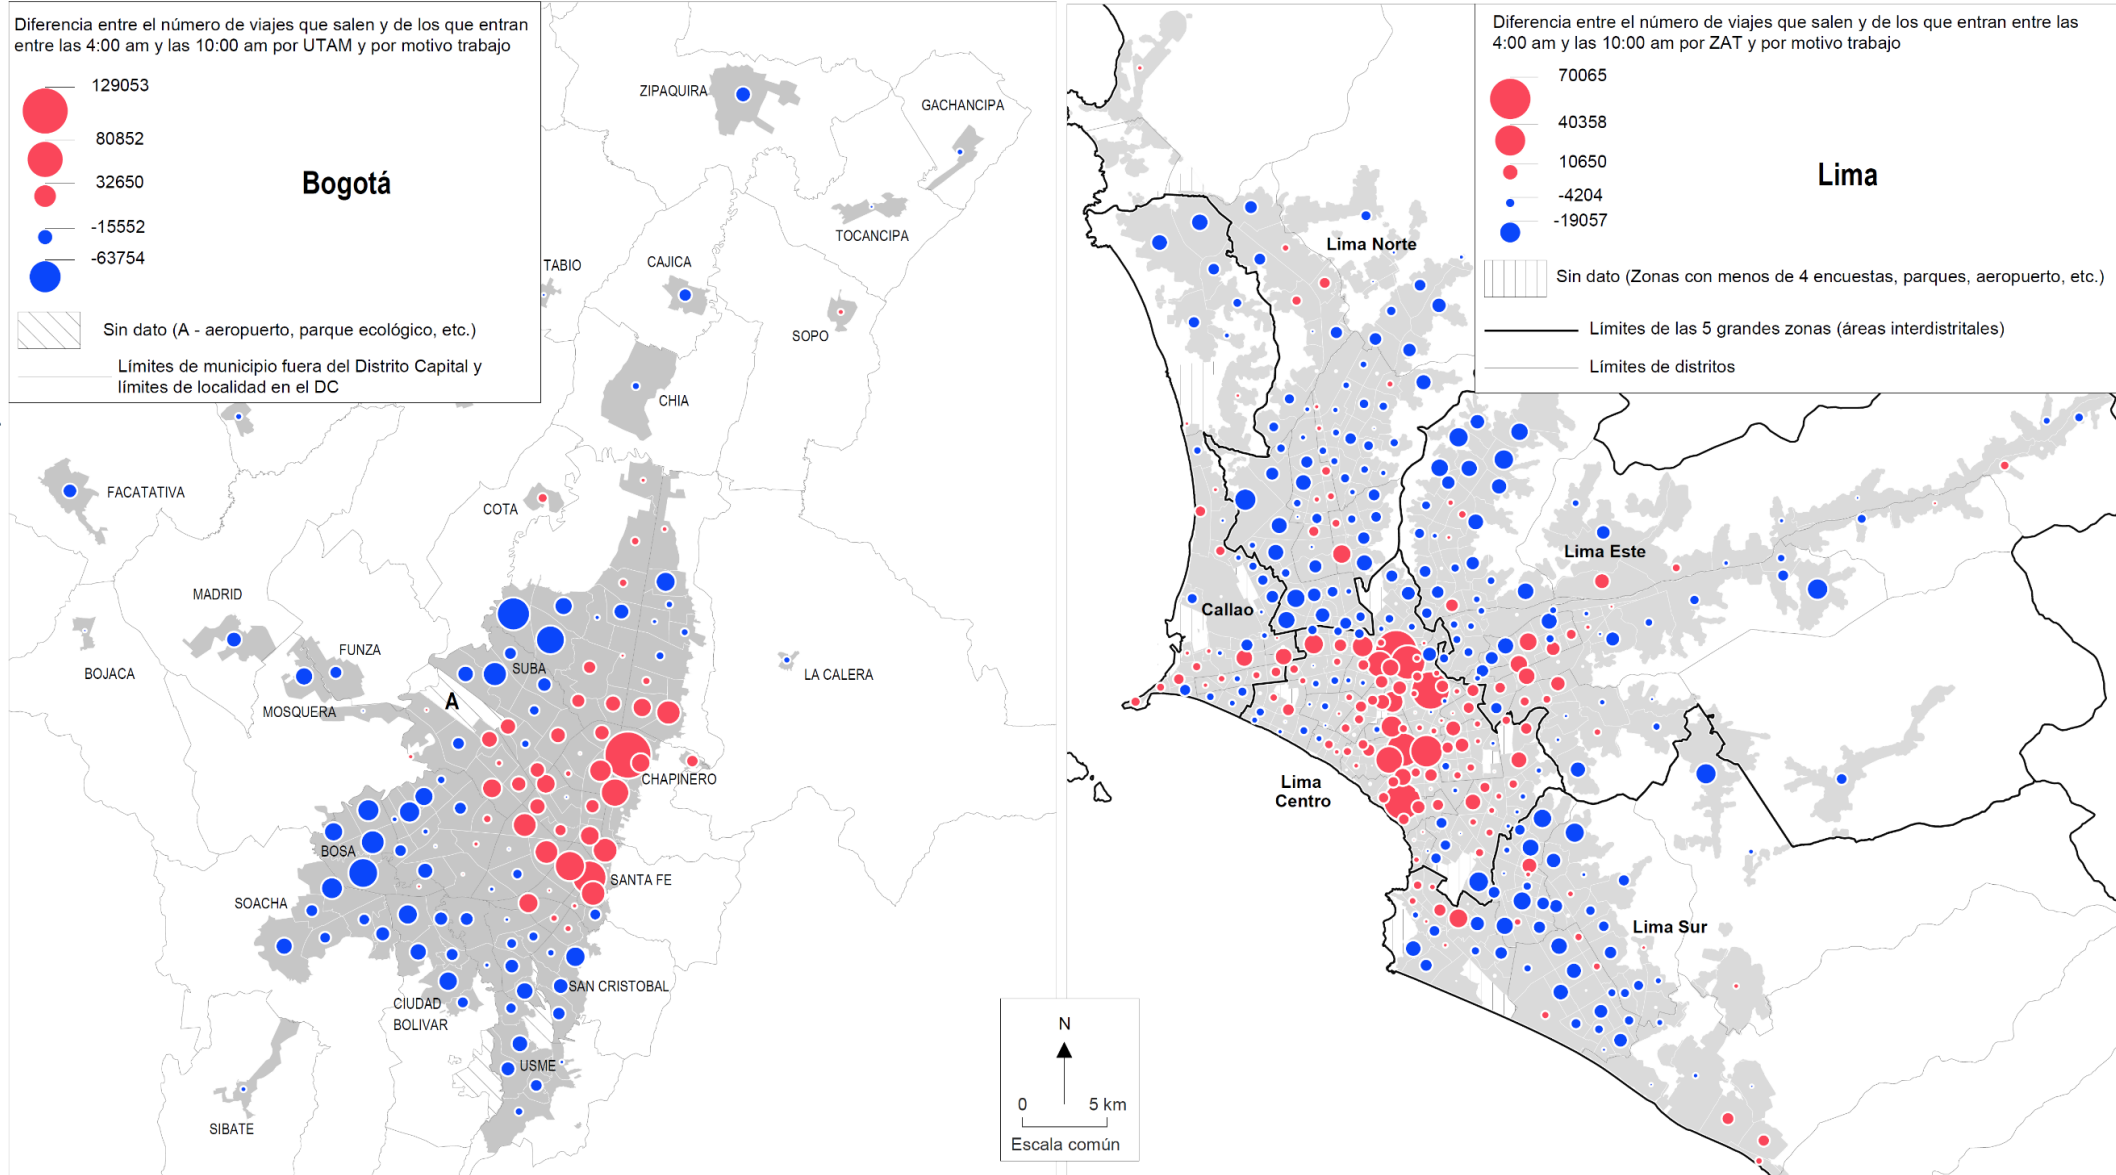 Diferencia entre el número de viajes que salen y de los que entran
entre las 4:00 am y las 10:00 am por UTAM y por motivo trabajo
129053
80852
32650
-15552
-63754
Bogotá
Sin dato (A - aeropuerto, parque ecológico, etc.)
Límites de municipio fuera del Distrito Capital y
límites de localidad en el DC
ZIPAQUIRA
GACHANCIPA
TOCANCIPA
TABIO
CAJICA
SOPO
CHIA
FACATATIVA
COTA
MADRID
FUNZA
BOJACA
MOSQUERA
SUBA
A
LA CALERA
CHAPINERO
BOSA
SANTA FE
SOACHA
SAN CRISTOBAL
CIUDAD
BOLIVAR
USME
SIBATE
N
0 5 km
Escala común
Diferencia entre el número de viajes que salen y de los que entran entre las
4:00 am y las 10:00 am por ZAT y por motivo trabajo
70065
40358
10650
-4204
-19057
Lima
Sin dato (Zonas con menos de 4 encuestas, parques, aeropuerto, etc.)
Límites de las 5 grandes zonas (áreas interdistritales)
Límites de distritos
Lima Norte
Lima Este
Callao
Lima
Centro
Lima Sur